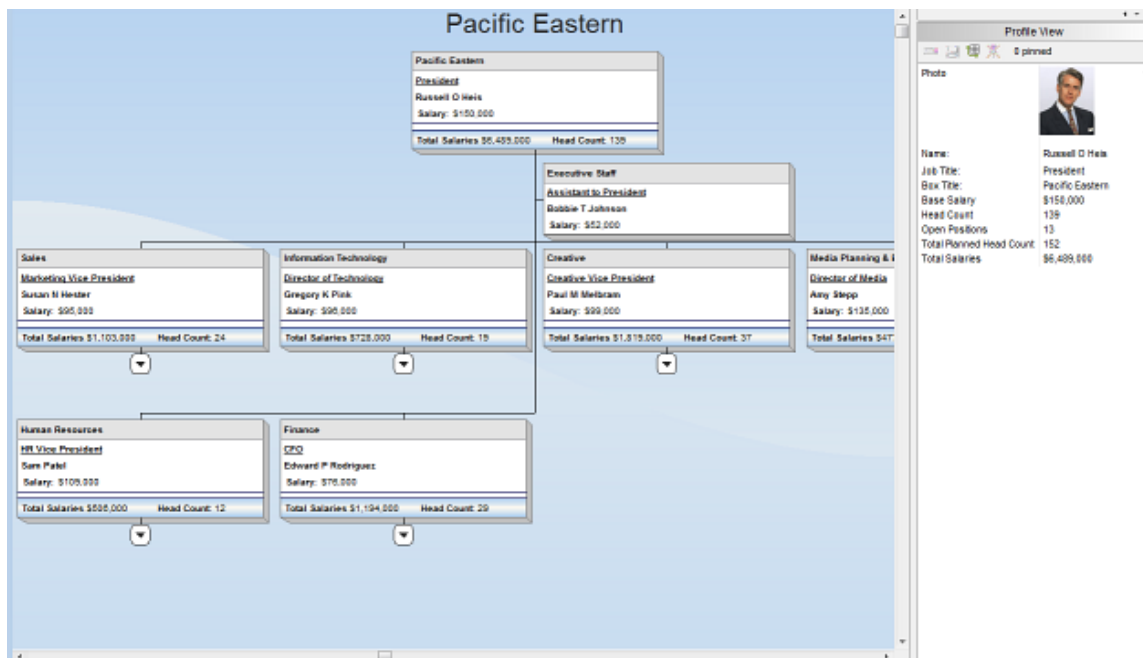 Pacific Eastern
Pacific Eastern
President
Russell O Heis
Salary: $150,000
Total Salaries $6,489,000 Head Count: 139
Executive Staff
Assistant to President
Bobbie T Johnson
Salary: $52,000
Sales
Marketing Vice President
Susan N Hester
Salary: $95,000
Total Salaries $1,103,000 Head Count: 24
Information Technology
Director of Technology
Gregory K Pink
Salary:
Total Salaries $728,000 Head Count: 19
Creative
Creative Vice President
Paul M
Salary: $99,000
Total Salaries $1,819,000 Head Count: 37
Media Planning &
Director of Media
Amy Stepp
Salary: $135,000
Total Salaries
Human Resources
HR Vice President
Sam Patel
Salary: $109,000
Total Salaries Head Count: 12
Finance
CFO
Edward P Rodriguez
Salary: $76,000
Total Salaries $1,194,000 Head Count: 29
Profile View
0 pinned
Photo
Name: Russell O Heis
Job Title: President
Box Title: Pacific Eastern
Base Salary $150,000
Head Count 139
Open Positions 13
Total Planned Head Count 152
Total Salaries $6,489,000